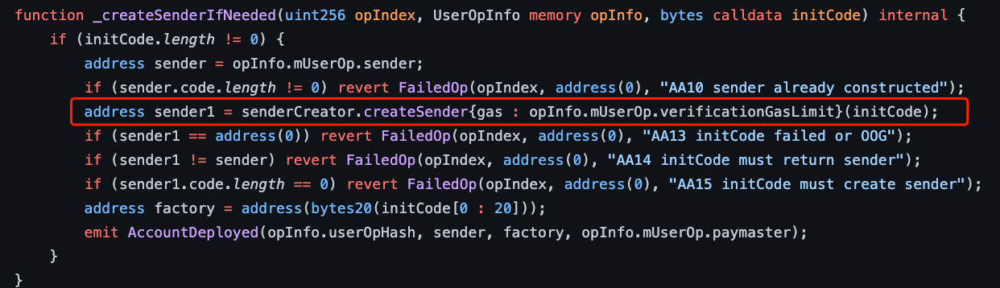 function _createSenderIfNeeded(uint256 opIndex, UserOpInfo memory opInfo, bytes calldata initCode) internal {
if (initCode.length != 0) {
address sender = opInfo.mUserOp.sender;
if (sender.code.length != 0) revert FailedOp(opIndex, address(0), "AA10 sender already constructed");
address sender1 = senderCreator.createSender{gas : opInfo.mUserOp.verificationGasLimit}(initCode);
if (sender1 == address(0)) revert FailedOp(opIndex, address(0), "AA13 initCode failed or OOG");
if (sender1 != sender) revert FailedOp(opIndex, address(0), "AA14 initCode must return sender");
if (sender1.code.length == 0) revert FailedOp(opIndex, address(0), "AA15 initCode must create sender");
address factory = address(bytes20(initCode[0 : 20]));
emit AccountDeployed(opInfo.userOpHash, sender, factory, opInfo.mUserOp.paymaster);
}
}